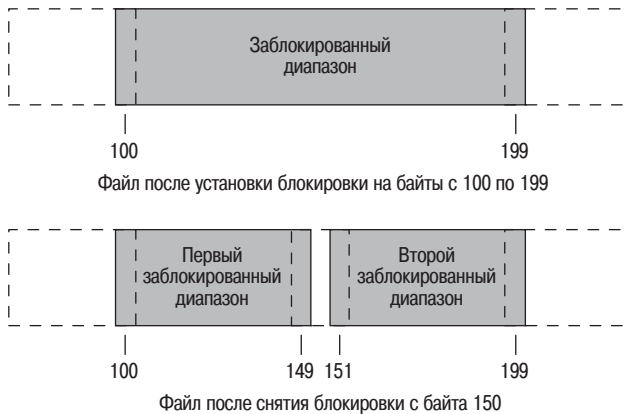 Заблокированный
диапазон
100 199
Файл после установки блокировки на байты с 100 по 199
Первый
заблокированный
диапазон
Второй
заблокированный
диапазон
100 149 151 199
Файл после снятия блокировки с байта 150